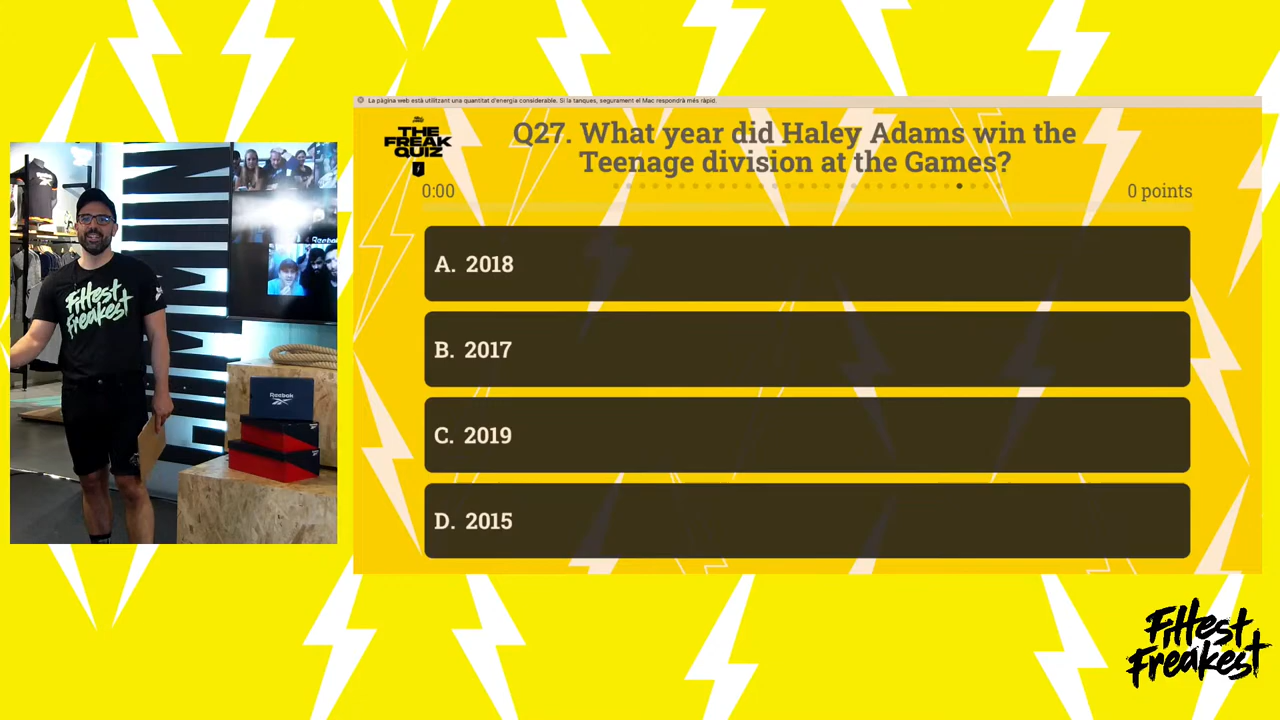 La pàgina web està utilitzant una quantitat d'energia considerable. Si la tanques, segurament el Mac respondrà més ràpid.
THE
FREAK
QUIZ
Q27. What year did Haley Adams win the
Teenage division at the Games?
0:00
0 points
A. 2018
B. 2017
C. 2019
D. 2015
Fittest
Freakest
Reebok
Reebok
Fittest
Freakest